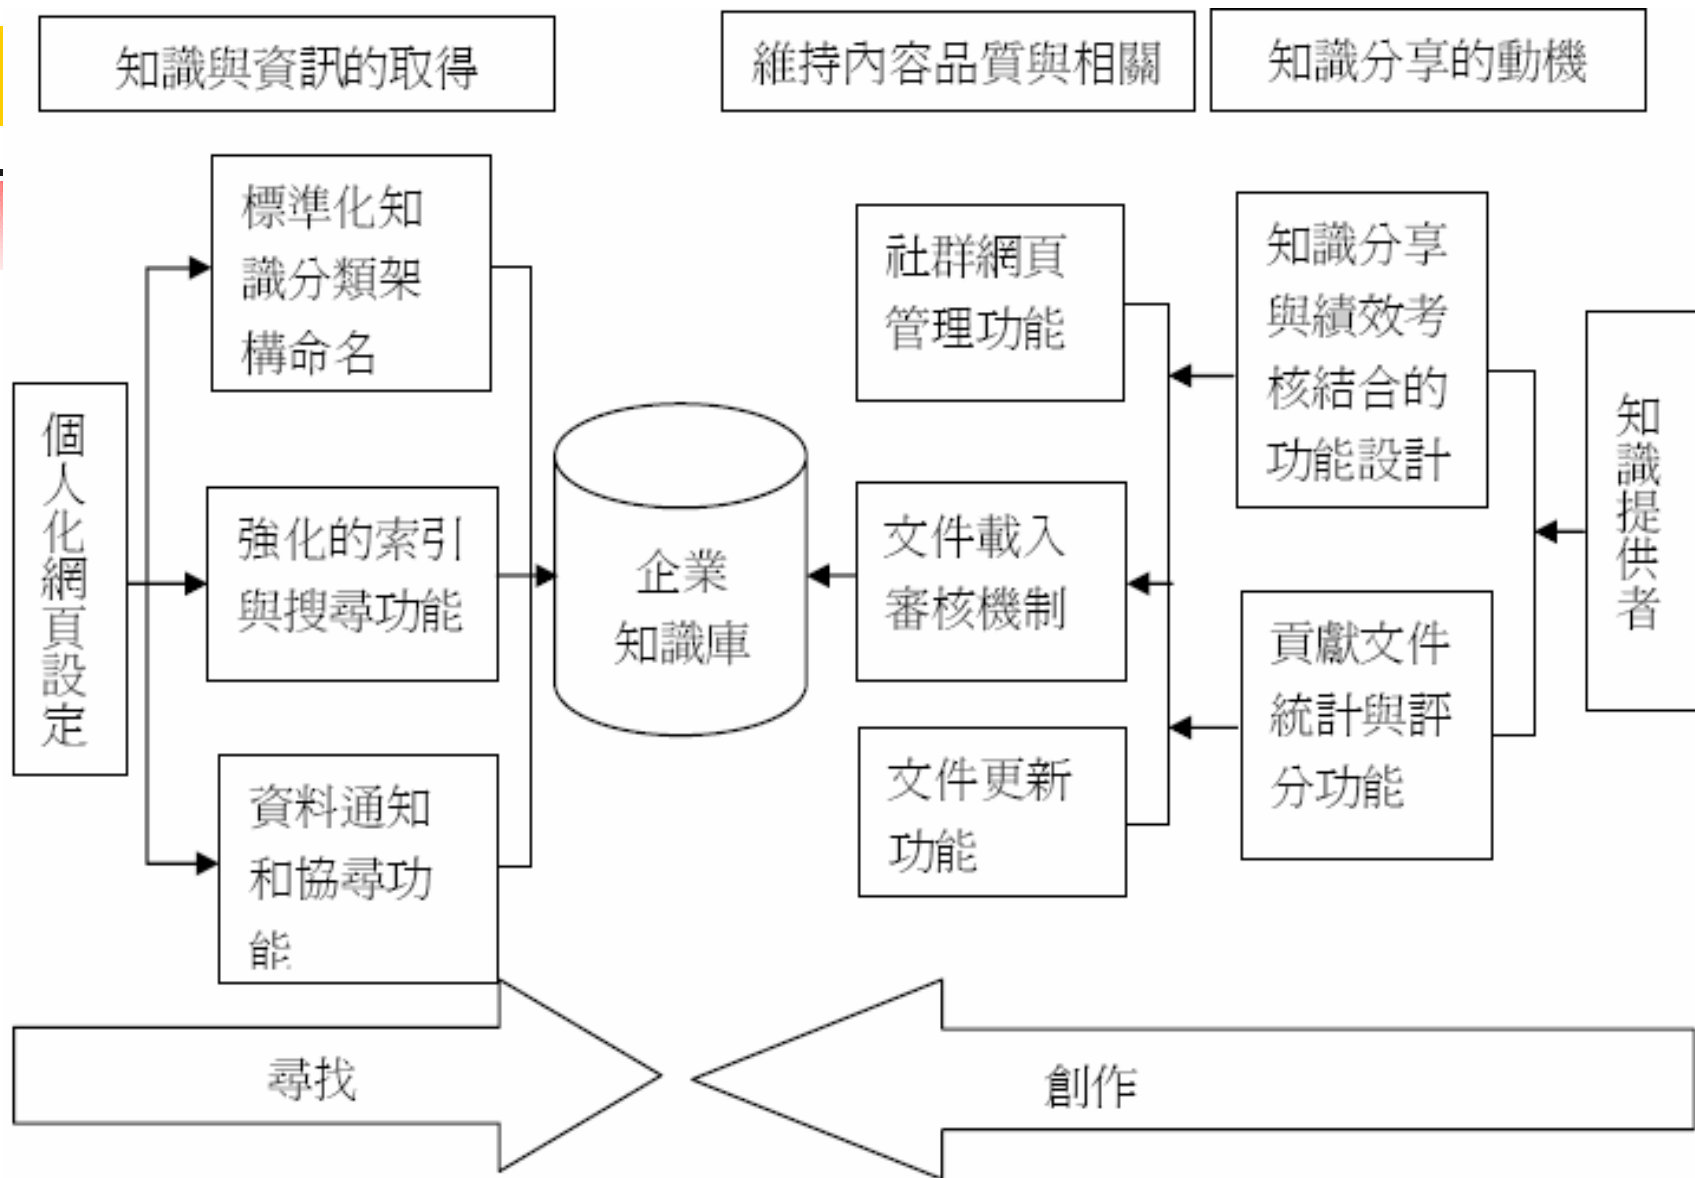 知識與資訊的取得
維持內容品質與相關
知識分享的動機
個人化網頁設定
標準化知
識分類架
構命名
強化的索引
與搜尋功能
資料通知
和協尋功
能
企業
知識庫
社群網頁
管理功能
文件載入
審核機制
文件更新
功能
知識分享
與績效考
核結合的
功能設計
貢獻文件
統計與評
分功能
知識提供者
尋找
創作